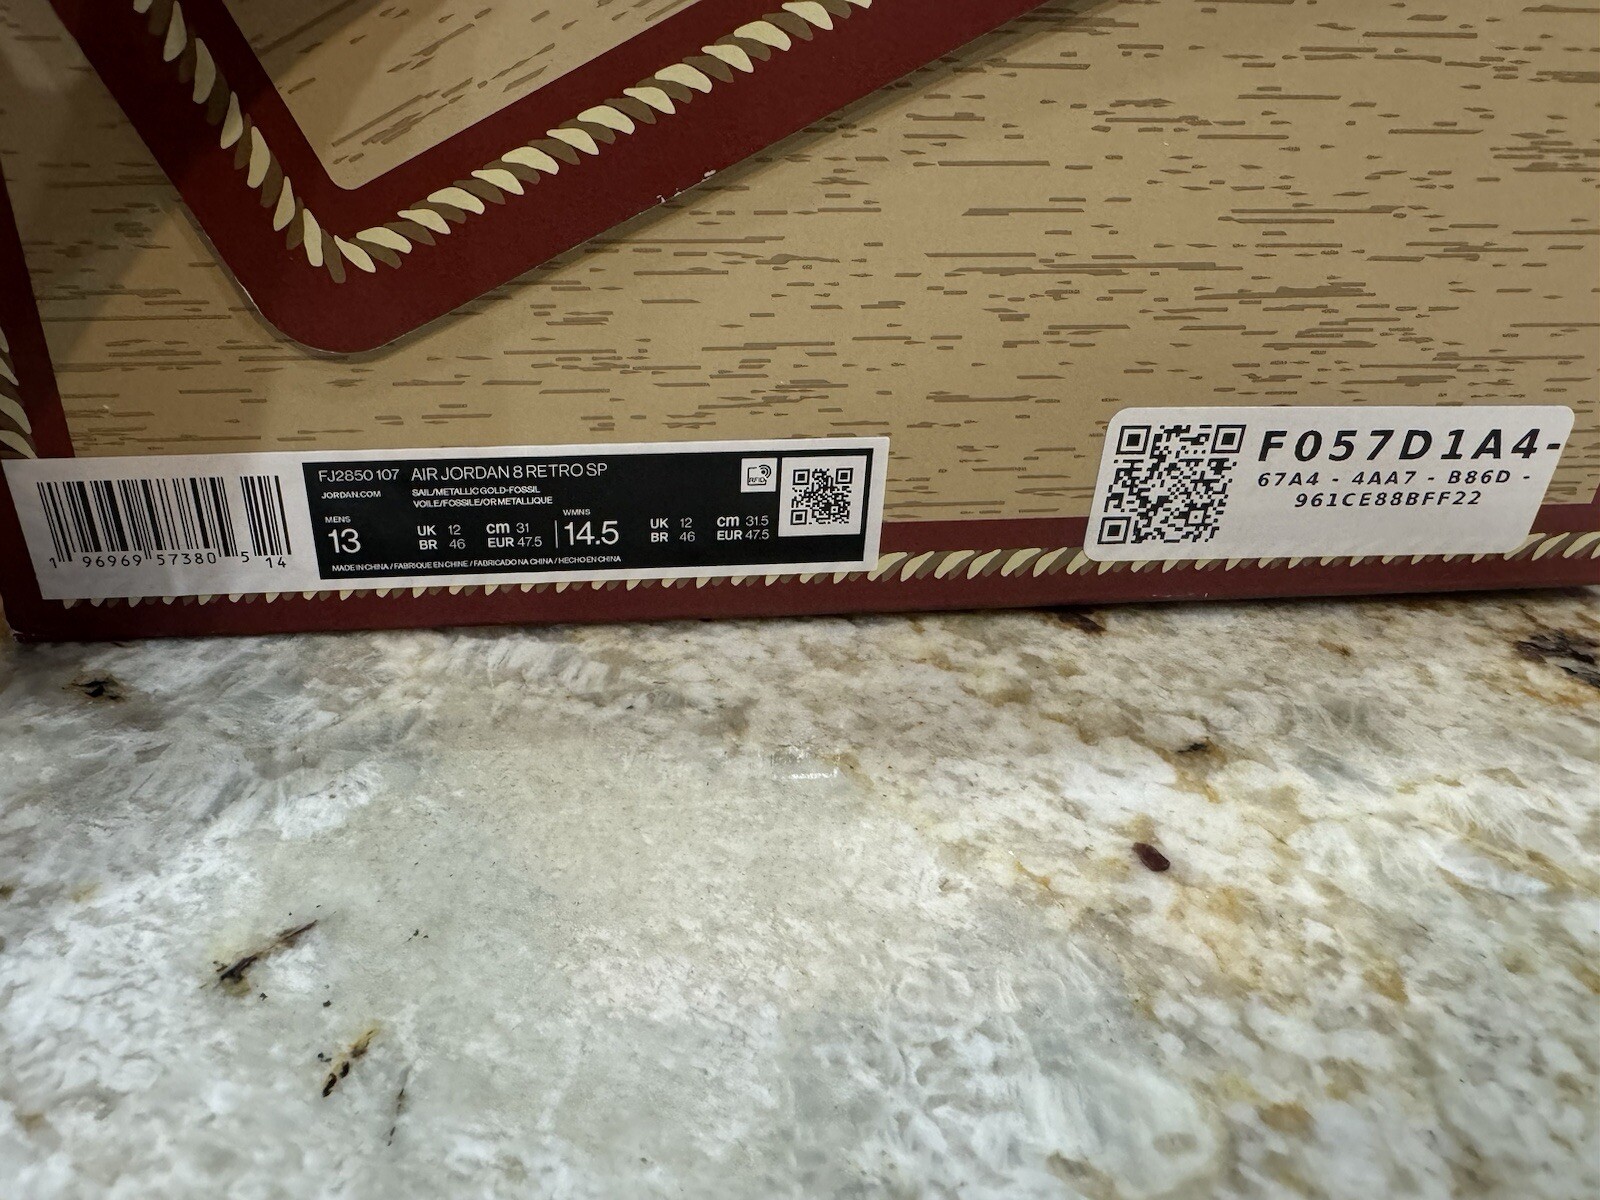 FJ2850 107 AIR JORDAN 8 RETRO SP
JORDAN.COM
SAIL/METALLIC GOLD-FOSSIL
VOILE/FOSSILE/OR METALLIQUE
RFID
MENS
13
UK 12
BR 46
cm 31
EUR 47.5
WMNS
14.5
UK 12
BR 46
cm 31.5
EUR 47.5
MADE IN CHINA / FABRIQUE EN CHINE / FABRICADO NA CHINA / HECHO EN CHINA
1 96969 57380 5 14
F057D1A4-
67A4 - 4AA7 - B86D -
961CE88BFF22